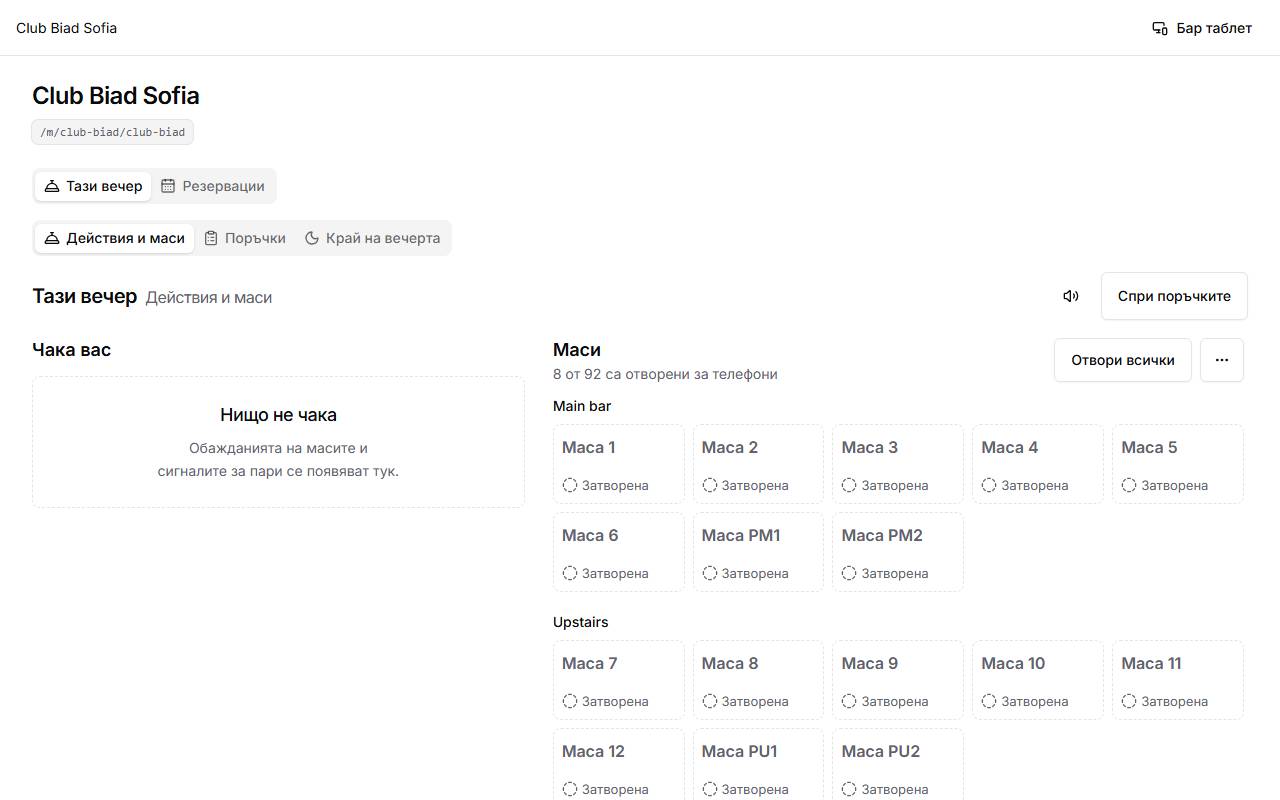 Club Biad Sofia
Бар таблет
Club Biad Sofia
/m/club-biad/club-biad
Тази вечер
Резервации
Действия и маси
Поръчки
Край на вечерта
Тази вечер Действия и маси
Спри поръчките
Чака вас
Нищо не чака
Обажданията на масите и
сигналите за пари се появяват тук.
Маси
8 от 92 са отворени за телефони
Отвори всички
...
Main bar
Маса 1
Затворена
Маса 2
Затворена
Маса 3
Затворена
Маса 4
Затворена
Маса 5
Затворена
Маса 6
Затворена
Маса PM1
Затворена
Маса PM2
Затворена
Upstairs
Маса 7
Затворена
Маса 8
Затворена
Маса 9
Затворена
Маса 10
Затворена
Маса 11
Затворена
Маса 12
Затворена
Маса PU1
Затворена
Маса PU2
Затворена